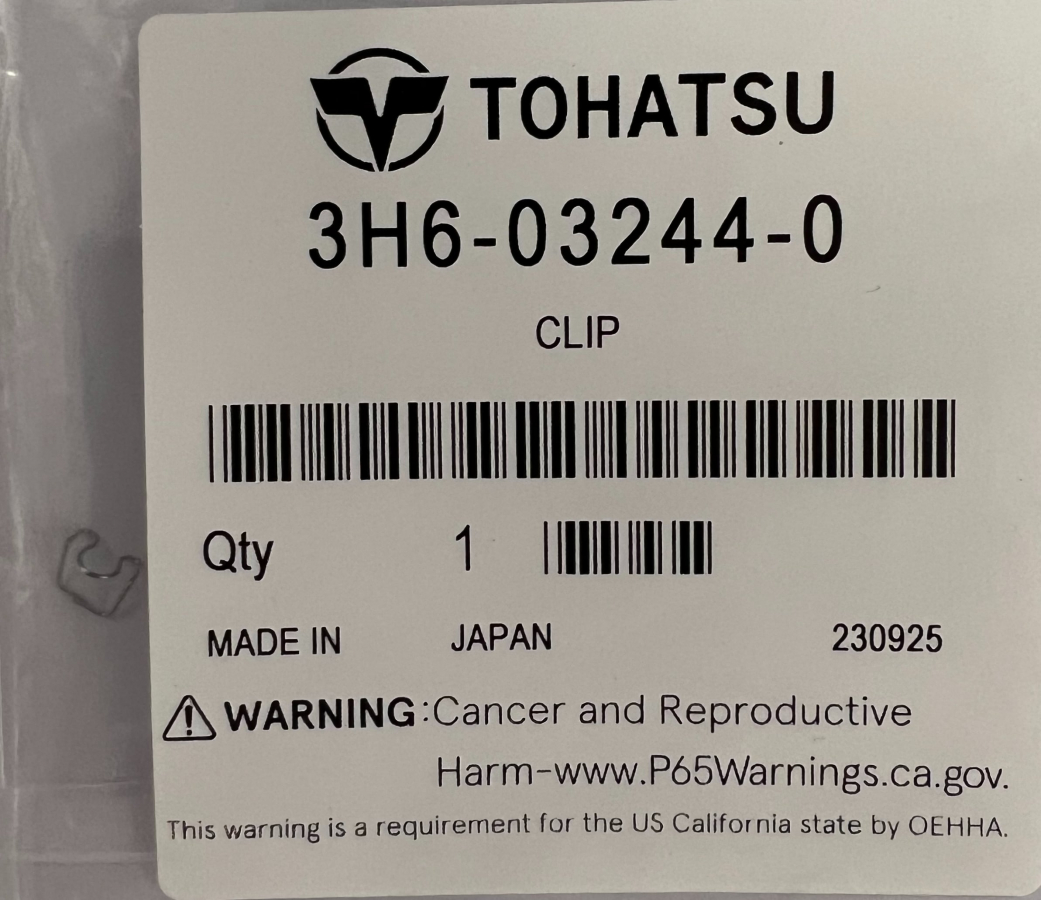 TOHATSU
3H6-03244-0
CLIP
Qty 1
MADE IN JAPAN 230925
WARNING:Cancer and Reproductive
Harm-www.P65Warnings.ca.gov.
This warning is a requirement for the US California state by OEHHA.